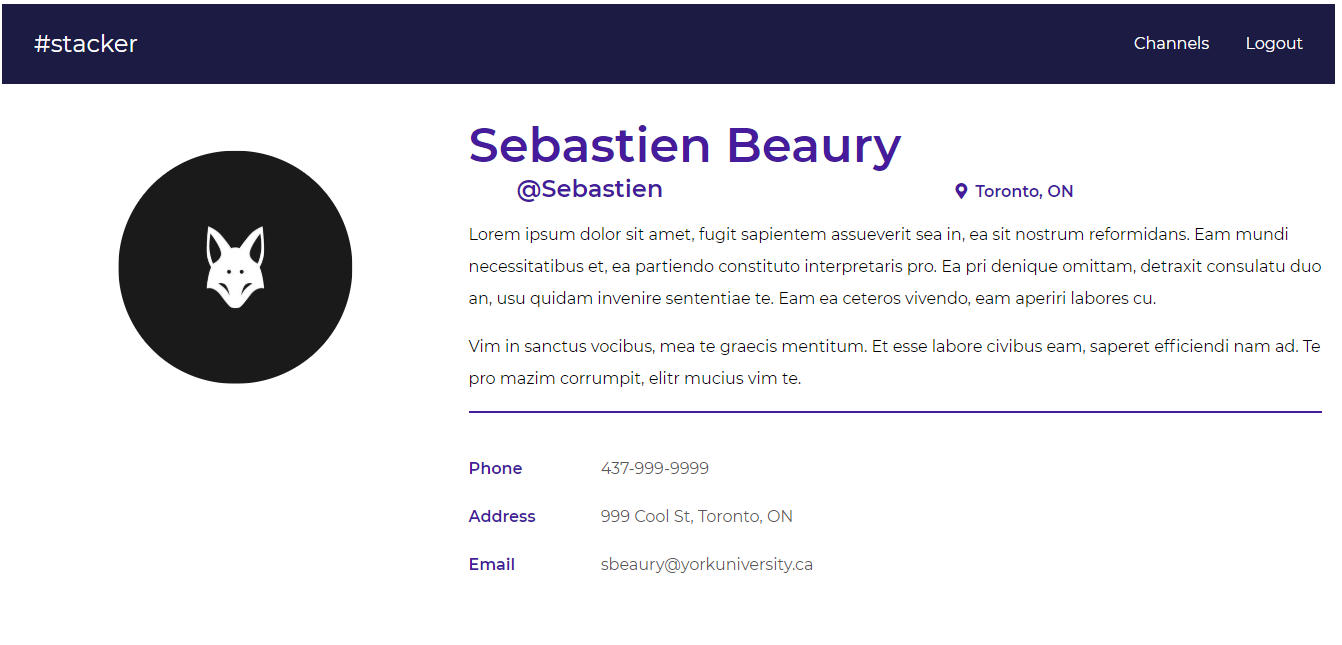 #stacker
Channels
Logout
Sebastien Beaury
@Sebastien
Toronto, ON
Lorem ipsum dolor sit amet, fugit sapientem assueverit sea in, ea sit nostrum reformidans. Eam mundi
necessitatibus et, ea partiendo constituto interpretaris pro. Ea pri denique omittam, detraxit consulatu duo
an, usu quidam invenire sententiae te. Eam ea ceteros vivendo, eam aperiri labores cu.
Vim in sanctus vocibus, mea te graecis mentitum. Et esse labore civibus eam, saperet efficiendi nam ad. Te
pro mazim corrumpit, elitr mucius vim te.
Phone 437-999-9999
Address 999 Cool St, Toronto, ON
Email sbeaury@yorkuniversity.ca